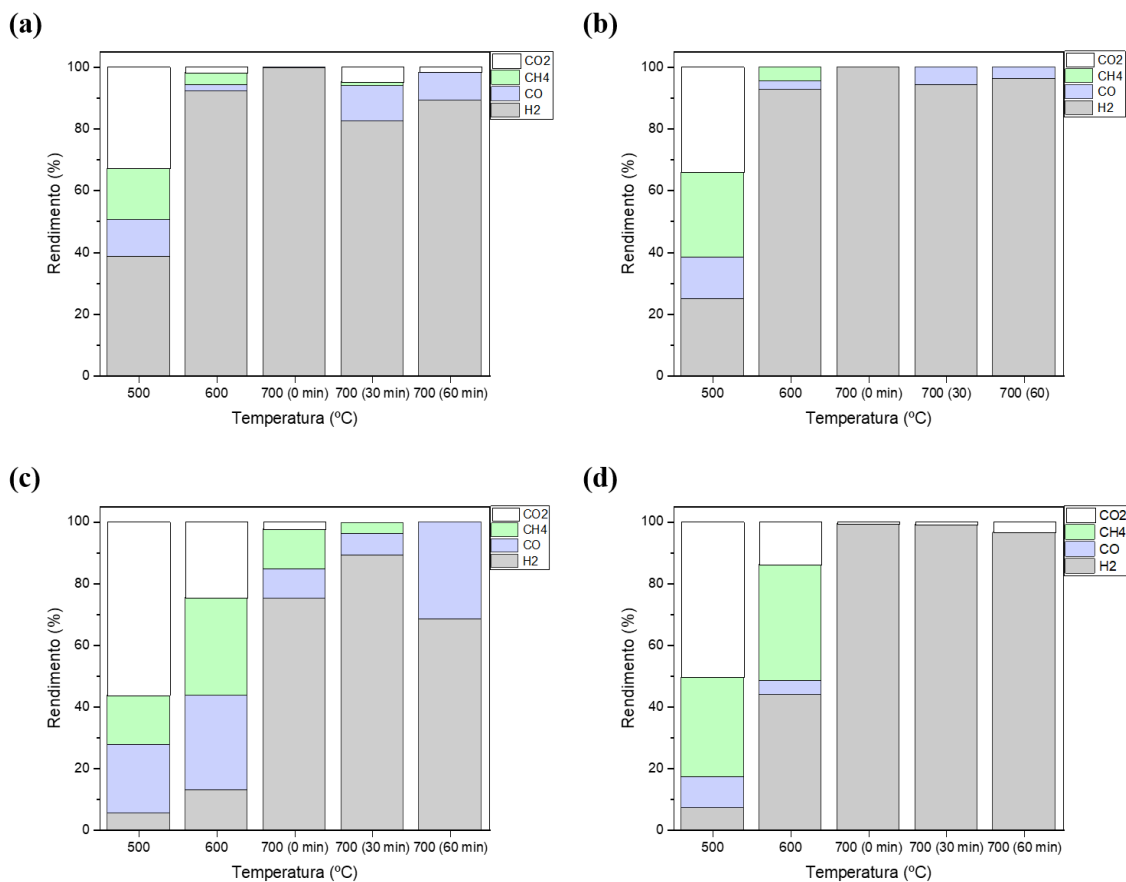 (a)
CO2
CH4
CO
H2
100
80
60
40
20
0
Rendimento (%)
500 600 700 (0 min) 700 (30 min) 700 (60 min)
Temperatura (ºC)
(b)
CO2
CH4
CO
H2
100
80
60
40
20
0
Rendimento (%)
500 600 700 (0 min) 700 (30) 700 (60)
Temperatura (ºC)
(c)
CO2
CH4
CO
H2
100
80
60
40
20
0
Rendimento (%)
500 600 700 (0 min) 700 (30 min) 700 (60 min)
Temperatura (ºC)
(d)
CO2
CH4
CO
H2
100
80
60
40
20
0
Rendimento (%)
500 600 700 (0 min) 700 (30 min) 700 (60 min)
Temperatura (ºC)